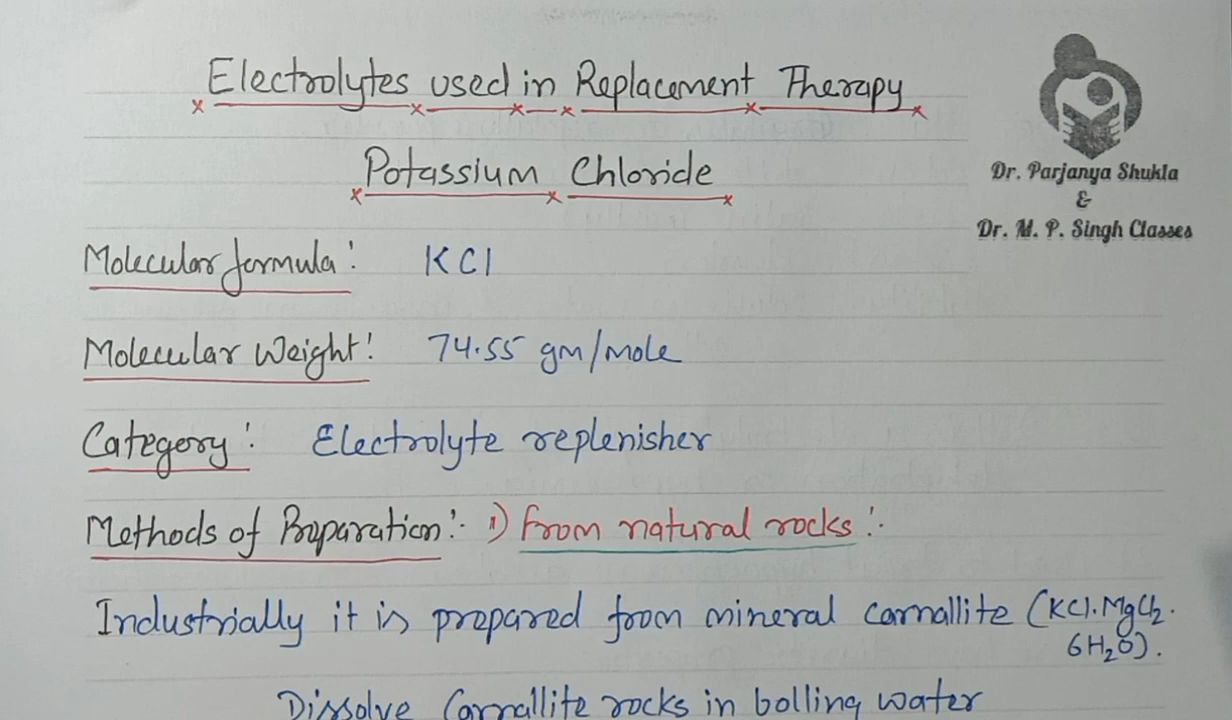 Electrolytes used in Replacement Therapy
Potassium Chloride
Dr. Parjanya Shukla
&
Dr. M. P. Singh Classes
Molecular formula: KCl
Molecular Weight: 74.55 gm/mole
Category: Electrolyte replenisher
Methods of Preparation:- 1) From natural rocks:-
Industrially it is prepared from mineral carnallite (KCl.MgCl2.
6H2O).
Dissolve Carnallite rocks in boiling water